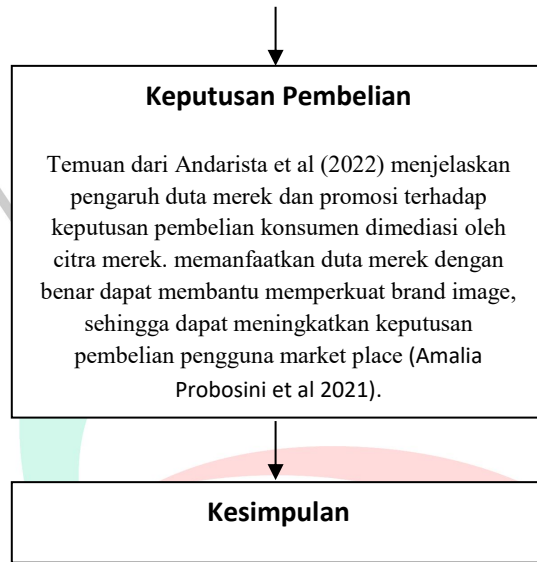 Keputusan Pembelian
Temuan dari Andarista et al (2022) menjelaskan
pengaruh duta merek dan promosi terhadap
keputusan pembelian konsumen dimediasi oleh
citra merek. memanfaatkan duta merek dengan
benar dapat membantu memperkuat brand image,
sehingga dapat meningkatkan keputusan
pembelian pengguna market place (Amalia
Probosini et al 2021).
Kesimpulan